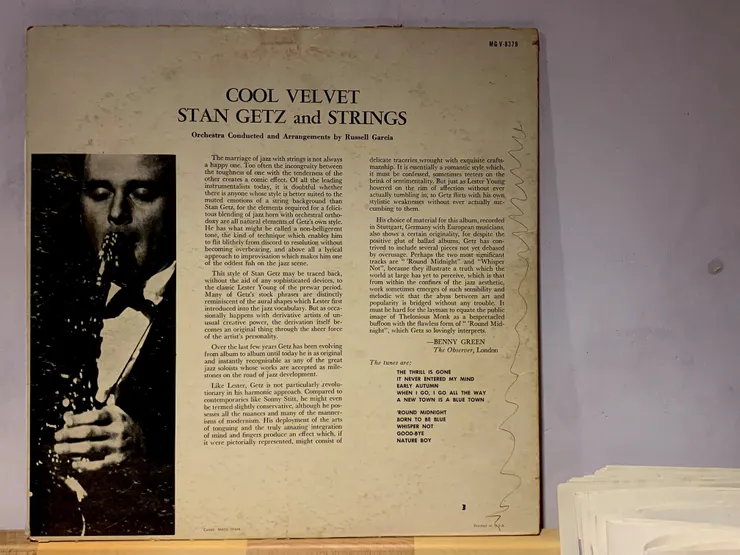 MG V-8379
COOL VELVET
STAN GETZ and STRINGS
Orchestra Conducted and Arrangements by Russell Garcia
The marriage of jazz with strings is not always
a happy one. Too often the incongruity between
the toughness of one with the tenderness of the
other creates a comic effect. Of all the leading
instrumentalists today, it is doubtful whether
there is anyone whose style is better suited to the
muted emotions of a string background than
Stan Getz, for the elements required for a felici-
tous blending of jazz horn with orchestral ortho-
doxy are all natural elements of Getz's own style.
He has what might be called a non-belligerent
tone, the kind of technique which enables him
to flit blithely from discord to resolution without
becoming overbearing, and above all a lyrical
approach to improvisation which makes him one
of the oddest fish on the jazz scene.
This style of Stan Getz may be traced back,
without the aid of any sophisticated devices, to
the classic Lester Young of the prewar period.
Many of Getz's stock phrases are distinctly
reminiscent of the aural shapes which Lester first
introduced into the jazz vocabulary. But as occa-
sionally happens with derivative artists of un-
usual creative power, the derivation itself be-
comes an original thing through the sheer force
of the artist's personality.
Over the last few years Getz has been evolving
from album to album until today he is as original
and instantly recognisable as any of the great
jazz soloists whose works are accepted as mile-
stones on the road of jazz development.
Like Lester, Getz is not particularly revolu-
tionary in his harmonic approach. Compared to
contemporaries like Sonny Stitt, he might even
be termed slightly conservative, although he pos-
sesses all the nuances and many of the manner-
isms of modernism. His deployment of the arts
of tonguing and the truly amazing integration
of mind and fingers produce an effect which, if
it were pictorially represented, might consist of
delicate traceries wrought with exquisite crafts-
manship. It is essentially a romantic style which,
it must be confessed, sometimes teeters on the
brink of sentimentality. But just as Lester Young
hovered on the rim of affection without ever
actually tumbling in, so Getz flirts with his own
stylistic weaknesses without ever actually suc-
cumbing to them.
His choice of material for this album, recorded
in Stuttgart, Germany with European musicians,
also shows a certain originality, for despite the
positive glut of ballad albums, Getz has con-
trived to include several pieces not yet debased
by overusage. Perhaps the two most significant
tracks are "'Round Midnight" and "Whisper
Not", because they illustrate a truth which the
world at large has yet to perceive, which is that
from within the confines of the jazz aesthetic,
work sometimes emerges of such sensibility and
melodic wit that the abyss between art and
popularity is bridged without any trouble. It
must be hard for the layman to equate the public
image of Thelonious Monk as a bespectacled
buffoon with the flawless form of "'Round Mid-
night", which Getz so lovingly interprets.
—BENNY GREEN
The Observer, London
The tunes are:
THE THRILL IS GONE
IT NEVER ENTERED MY MIND
EARLY AUTUMN
WHEN I GO, I GO ALL THE WAY
A NEW TOWN IS A BLUE TOWN
'ROUND MIDNIGHT
BORN TO BE BLUE
WHISPER NOT
GOOD-BYE
NATURE BOY
Printed in U.S.A.